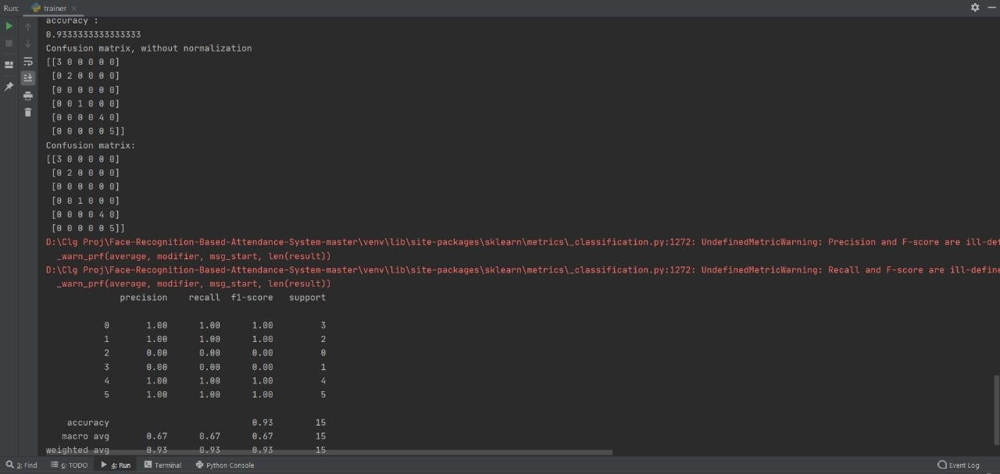 Run: trainer
accuracy :
0.9333333333333333
Confusion matrix, without normalization
[[3 0 0 0 0 0]
[0 2 0 0 0 0]
[0 0 0 0 0 0]
[0 0 1 0 0 0]
[0 0 0 0 4 0]
[0 0 0 0 0 5]]
Confusion matrix:
[[3 0 0 0 0 0]
[0 2 0 0 0 0]
[0 0 0 0 0 0]
[0 0 1 0 0 0]
[0 0 0 0 4 0]
[0 0 0 0 0 5]]
D:\Clg Proj\Face-Recognition-Based-Attendance-System-master\venv\lib\site-packages\sklearn\metrics\_classification.py:1272: UndefinedMetricWarning: Precision and F-score are ill-def
_warn_prf(average, modifier, msg_start, len(result))
D:\Clg Proj\Face-Recognition-Based-Attendance-System-master\venv\lib\site-packages\sklearn\metrics\_classification.py:1272: UndefinedMetricWarning: Recall and F-score are ill-define
_warn_prf(average, modifier, msg_start, len(result))
precision recall f1-score support
0 1.00 1.00 1.00 3
1 1.00 1.00 1.00 2
2 0.00 0.00 0.00 0
3 0.00 0.00 0.00 1
4 1.00 1.00 1.00 4
5 1.00 1.00 1.00 5
accuracy 0.93 15
macro avg 0.67 0.67 0.67 15
weighted avg 0.93 0.93 0.93 15
3: Find 6: TODO 4: Run Terminal Python Console Event Log